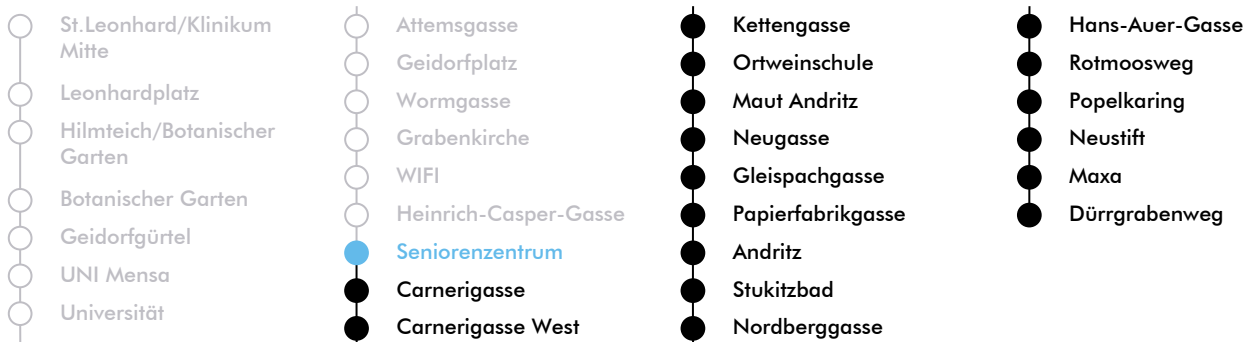 St.Leonhard/Klinikum
Mitte
Leonhardplatz
Hilmteich/Botanischer
Garten
Botanischer Garten
Geidorfgürtel
UNI Mensa
Universität
Attemsgasse
Geidorfplatz
Wormgasse
Grabenkirche
WIFI
Heinrich-Casper-Gasse
Seniorenzentrum
Carnerigasse
Carnerigasse West
Kettengasse
Ortweinschule
Maut Andritz
Neugasse
Gleispachgasse
Papierfabrikgasse
Andritz
Stukitzbad
Nordberggasse
Hans-Auer-Gasse
Rotmoosweg
Popelkaring
Neustift
Maxa
Dürrgrabenweg